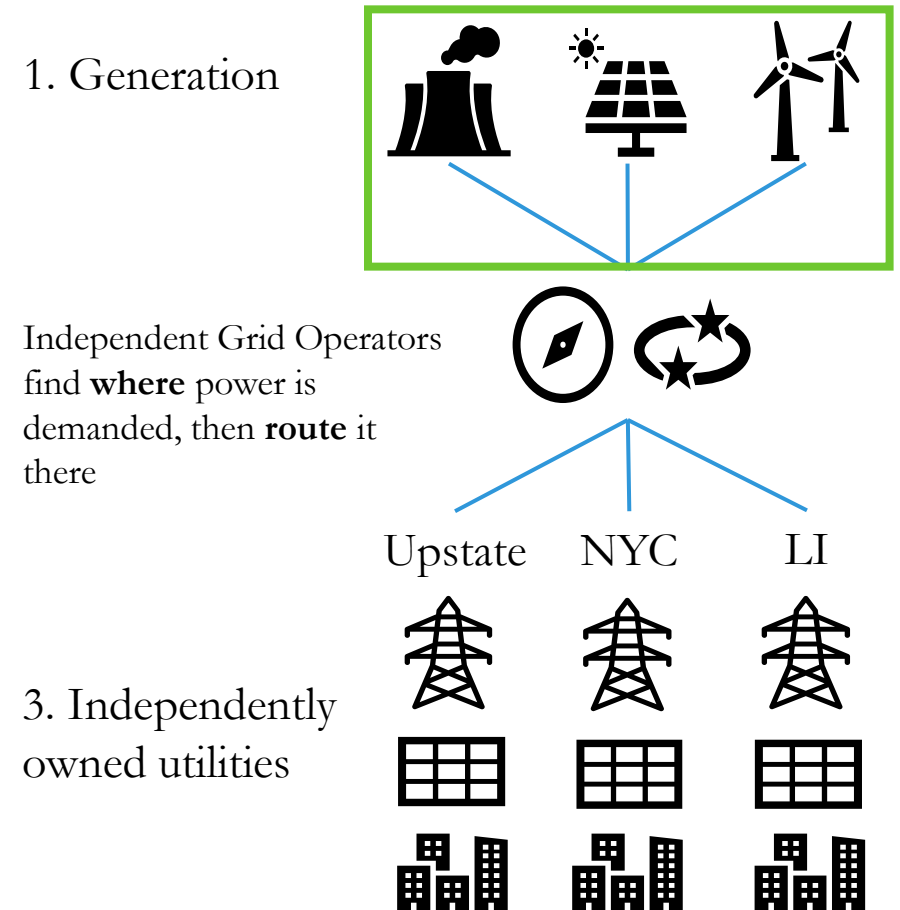 1. Generation
Independent Grid Operators
find where power is
demanded, then route it
there
Upstate NYC LI
3. Independently
owned utilities